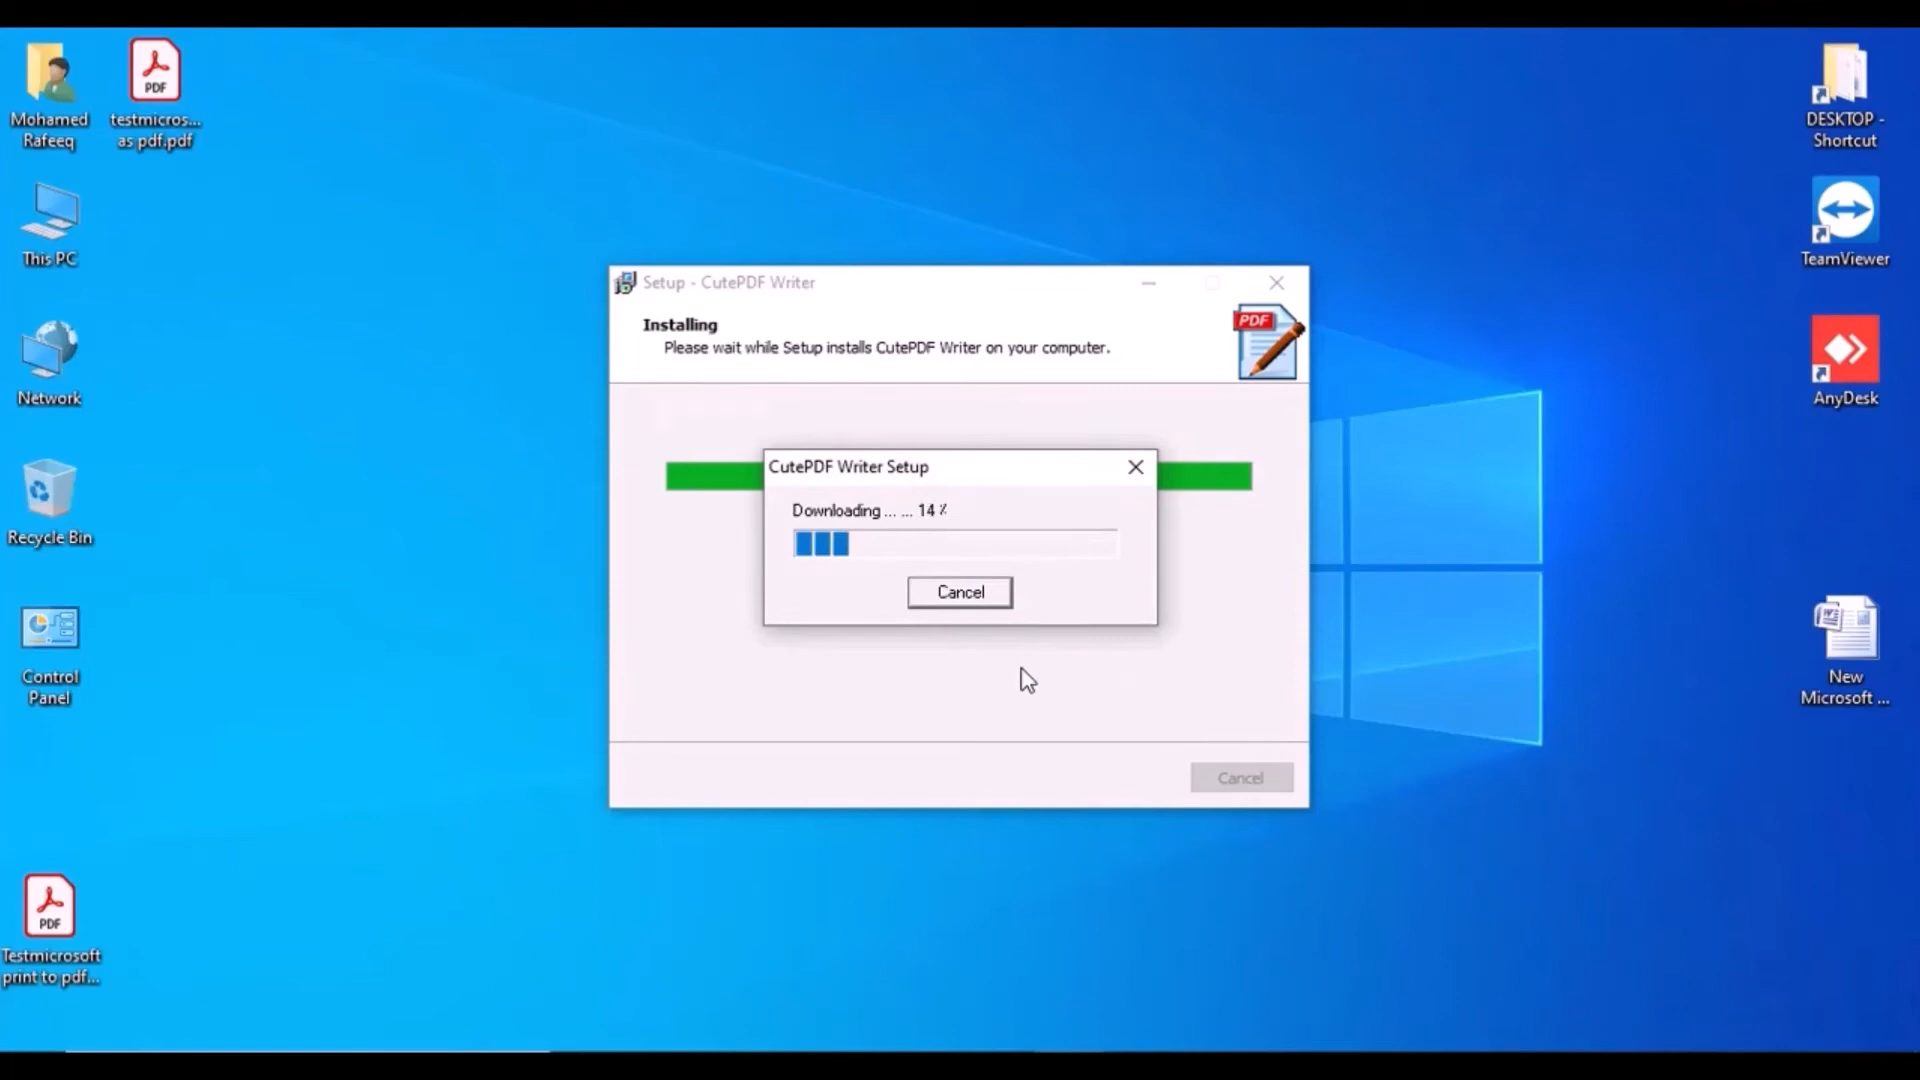 Mohamed
Rafeeq
PDF
testmicros...
as pdf.pdf
This PC
Network
Recycle Bin
Control
Panel
PDF
Testmicrosoft
print to pdf...
Setup - CutePDF Writer
Installing
Please wait while Setup installs CutePDF Writer on your computer.
PDF
CutePDF Writer Setup
Downloading ... ... 14 %
Cancel
Cancel
DESKTOP -
Shortcut
TeamViewer
AnyDesk
New
Microsoft ...